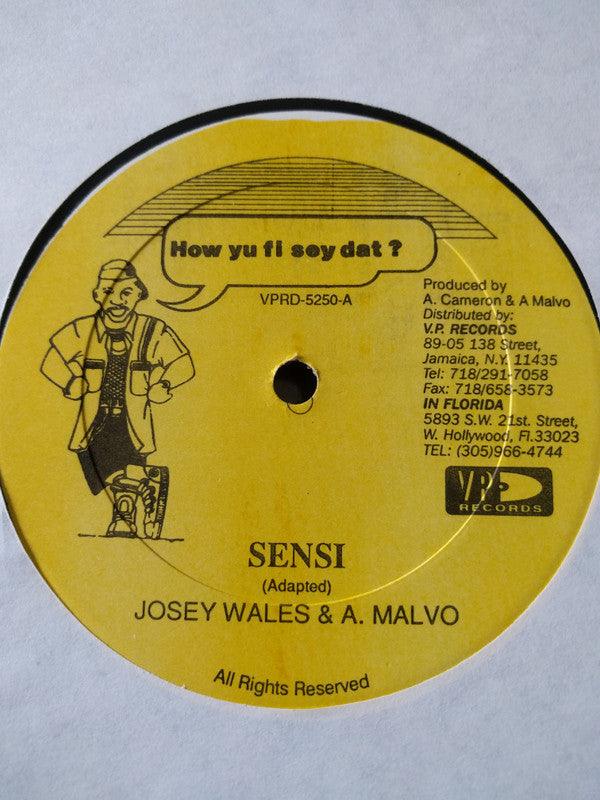 How yu fi sey dat ?
VPRD-5250-A
Produced by
A. Cameron & A Malvo
Distributed by:
V.P. RECORDS
89-05 138 Street,
Jamaica, N.Y. 11435
Tel: 718/291-7058
Fax: 718/658-3573
IN FLORIDA
5893 S.W. 21st. Street,
W. Hollywood, Fl.33023
TEL: (305)966-4744
VP
RECORDS
SENSI
(Adapted)
JOSEY WALES & A. MALVO
All Rights Reserved